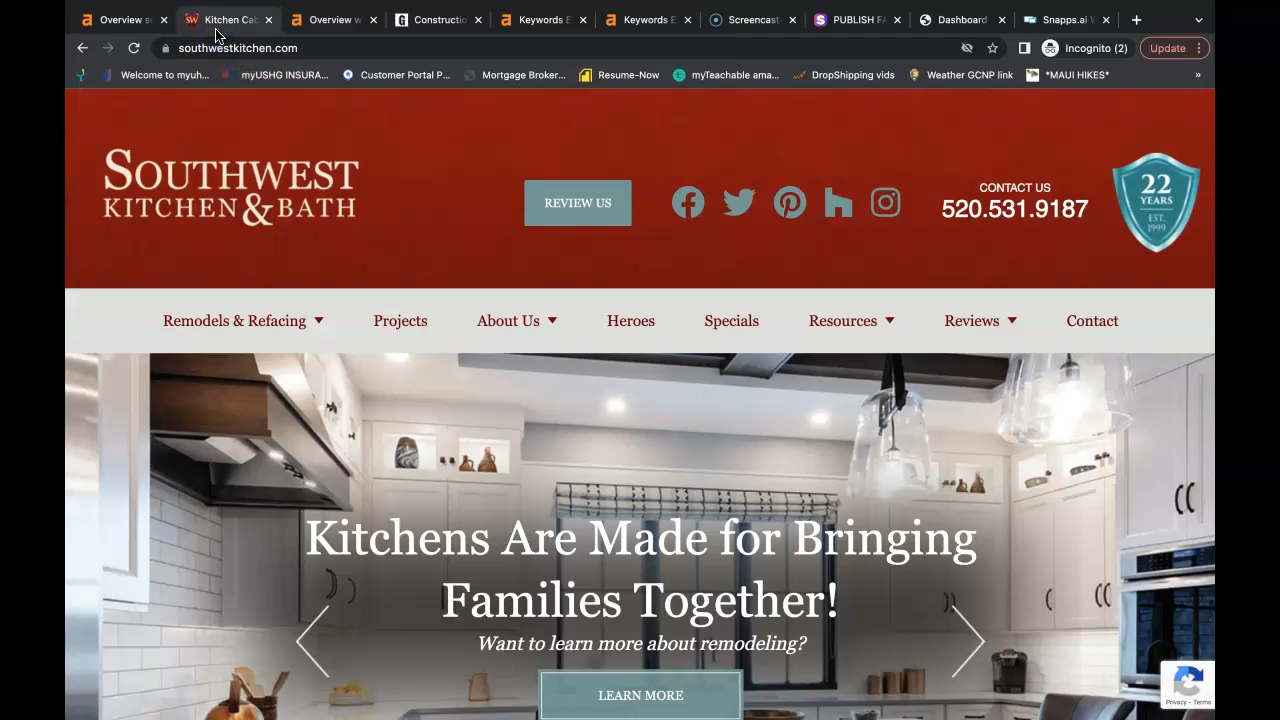 Overview s
Kitchen Cab
Overview w
Constructio
Keywords E
Keywords E
Screencast
PUBLISH FA
Dashboard
Snapps.ai W
southwestkitchen.com
Incognito (2)
Update
Welcome to myuh...
myUSHG INSURA...
Customer Portal P...
Mortgage Broker...
Resume-Now
myTeachable ama...
DropShipping vids
Weather GCNP link
*MAUI HIKES*
»
SOUTHWEST
KITCHEN & BATH
REVIEW US
CONTACT US
520.531.9187
22
YEARS
EST.
1999
Remodels & Refacing
Projects
About Us
Heroes
Specials
Resources
Reviews
Contact
Kitchens Are Made for Bringing
Families Together!
Want to learn more about remodeling?
LEARN MORE
Privacy - Terms